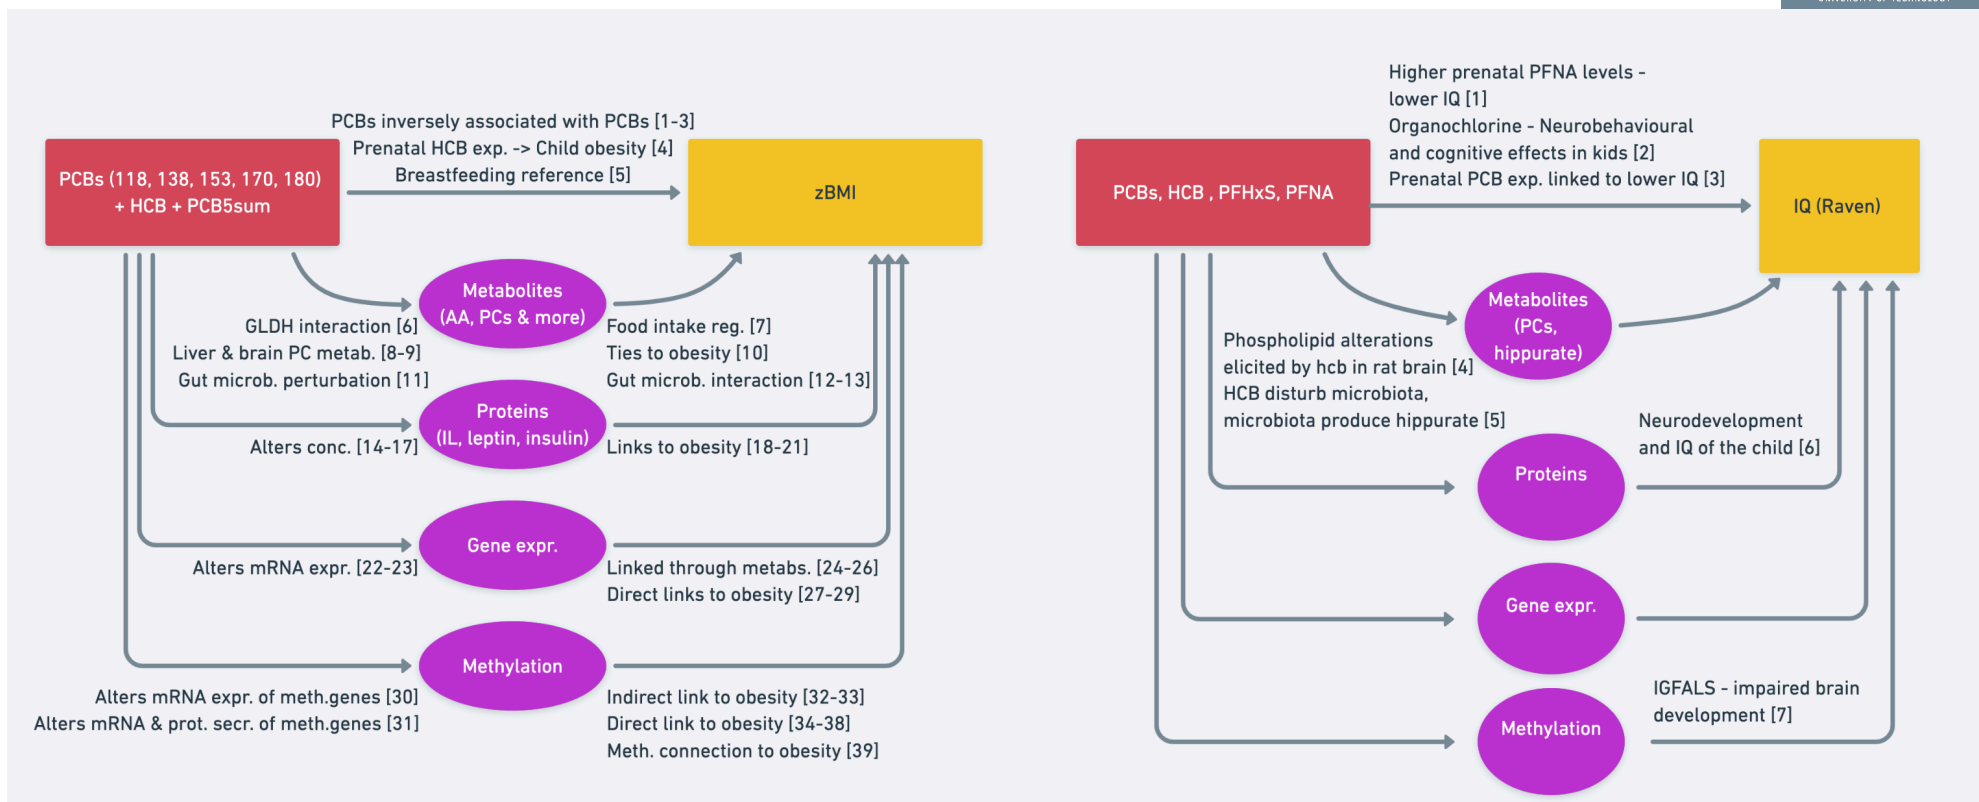 UNIVERSITY OF TECHNOLOGY
PCBs inversely associated with PCBs [1-3]
Prenatal HCB exp. -> Child obesity [4]
Breastfeeding reference [5]
PCBs (118, 138, 153, 170, 180)
+ HCB + PCB5sum
zBMI
Metabolites
(AA, PCs & more)
GLDH interaction [6]
Liver & brain PC metab. [8-9]
Gut microb. perturbation [11]
Food intake reg. [7]
Ties to obesity [10]
Gut microb. interaction [12-13]
Proteins
(IL, leptin, insulin)
Alters conc. [14-17]
Links to obesity [18-21]
Gene expr.
Alters mRNA expr. [22-23]
Linked through metabs. [24-26]
Direct links to obesity [27-29]
Methylation
Alters mRNA expr. of meth.genes [30]
Alters mRNA & prot. secr. of meth.genes [31]
Indirect link to obesity [32-33]
Direct link to obesity [34-38]
Meth. connection to obesity [39]
Higher prenatal PFNA levels -
lower IQ [1]
Organochlorine - Neurobehavioural
and cognitive effects in kids [2]
Prenatal PCB exp. linked to lower IQ [3]
PCBs, HCB , PFHxS, PFNA
IQ (Raven)
Metabolites
(PCs,
hippurate)
Phospholipid alterations
elicited by hcb in rat brain [4]
HCB disturb microbiota,
microbiota produce hippurate [5]
Neurodevelopment
and IQ of the child [6]
Proteins
Gene expr.
IGFALS - impaired brain
development [7]
Methylation